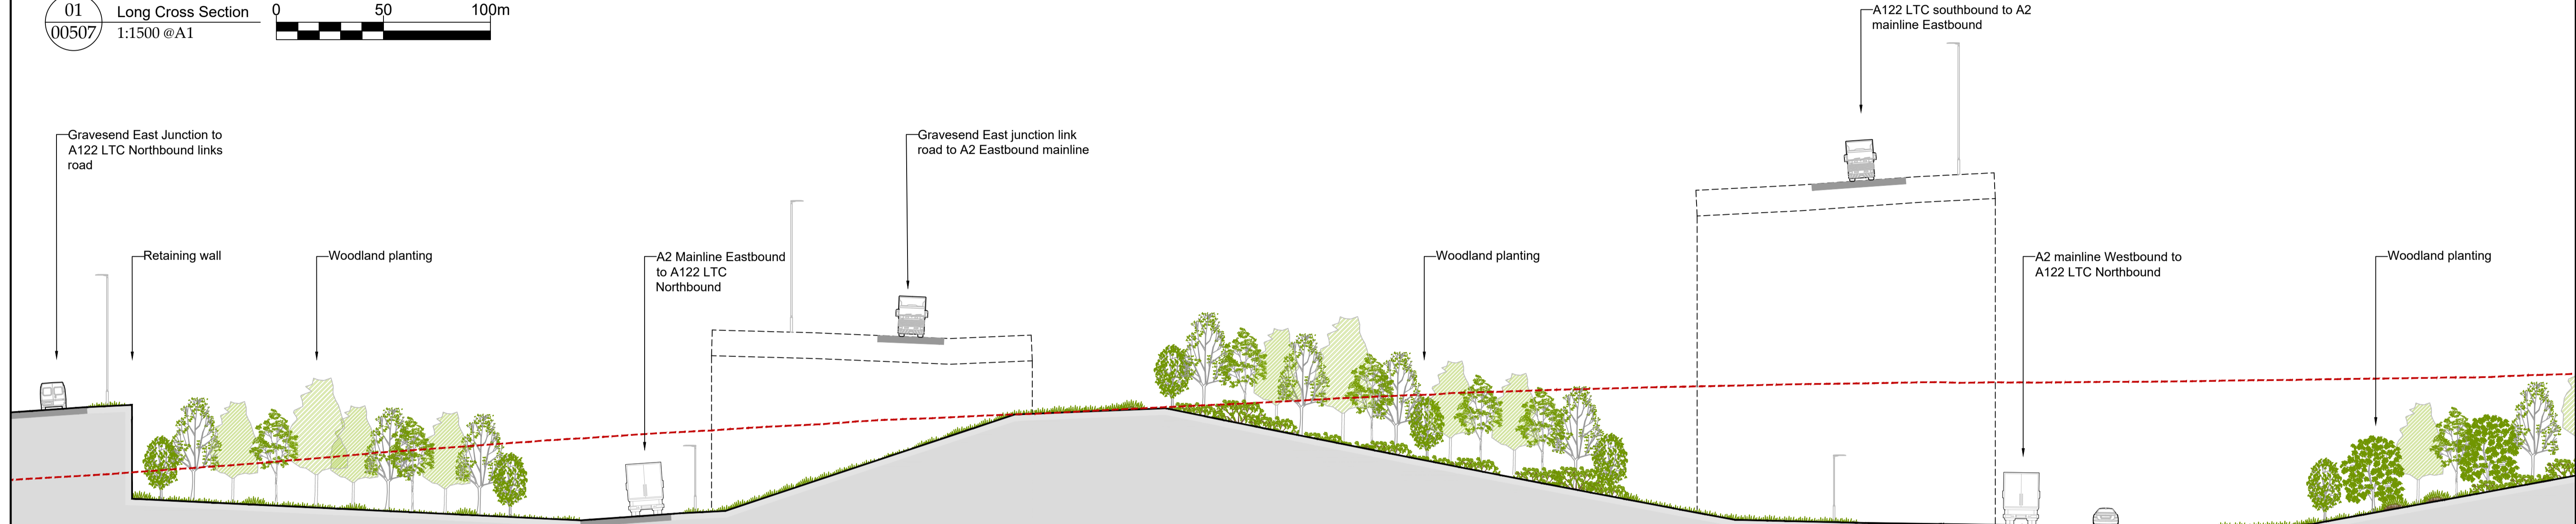 01
00507
Long Cross Section
1:1500 @A1
0 50 100m
A122 LTC southbound to A2
mainline Eastbound
Gravesend East Junction to
A122 LTC Northbound links
road
Gravesend East junction link
road to A2 Eastbound mainline
Retaining wall
Woodland planting
A2 Mainline Eastbound
to A122 LTC
Northbound
Woodland planting
A2 mainline Westbound to
A122 LTC Northbound
Woodland planting